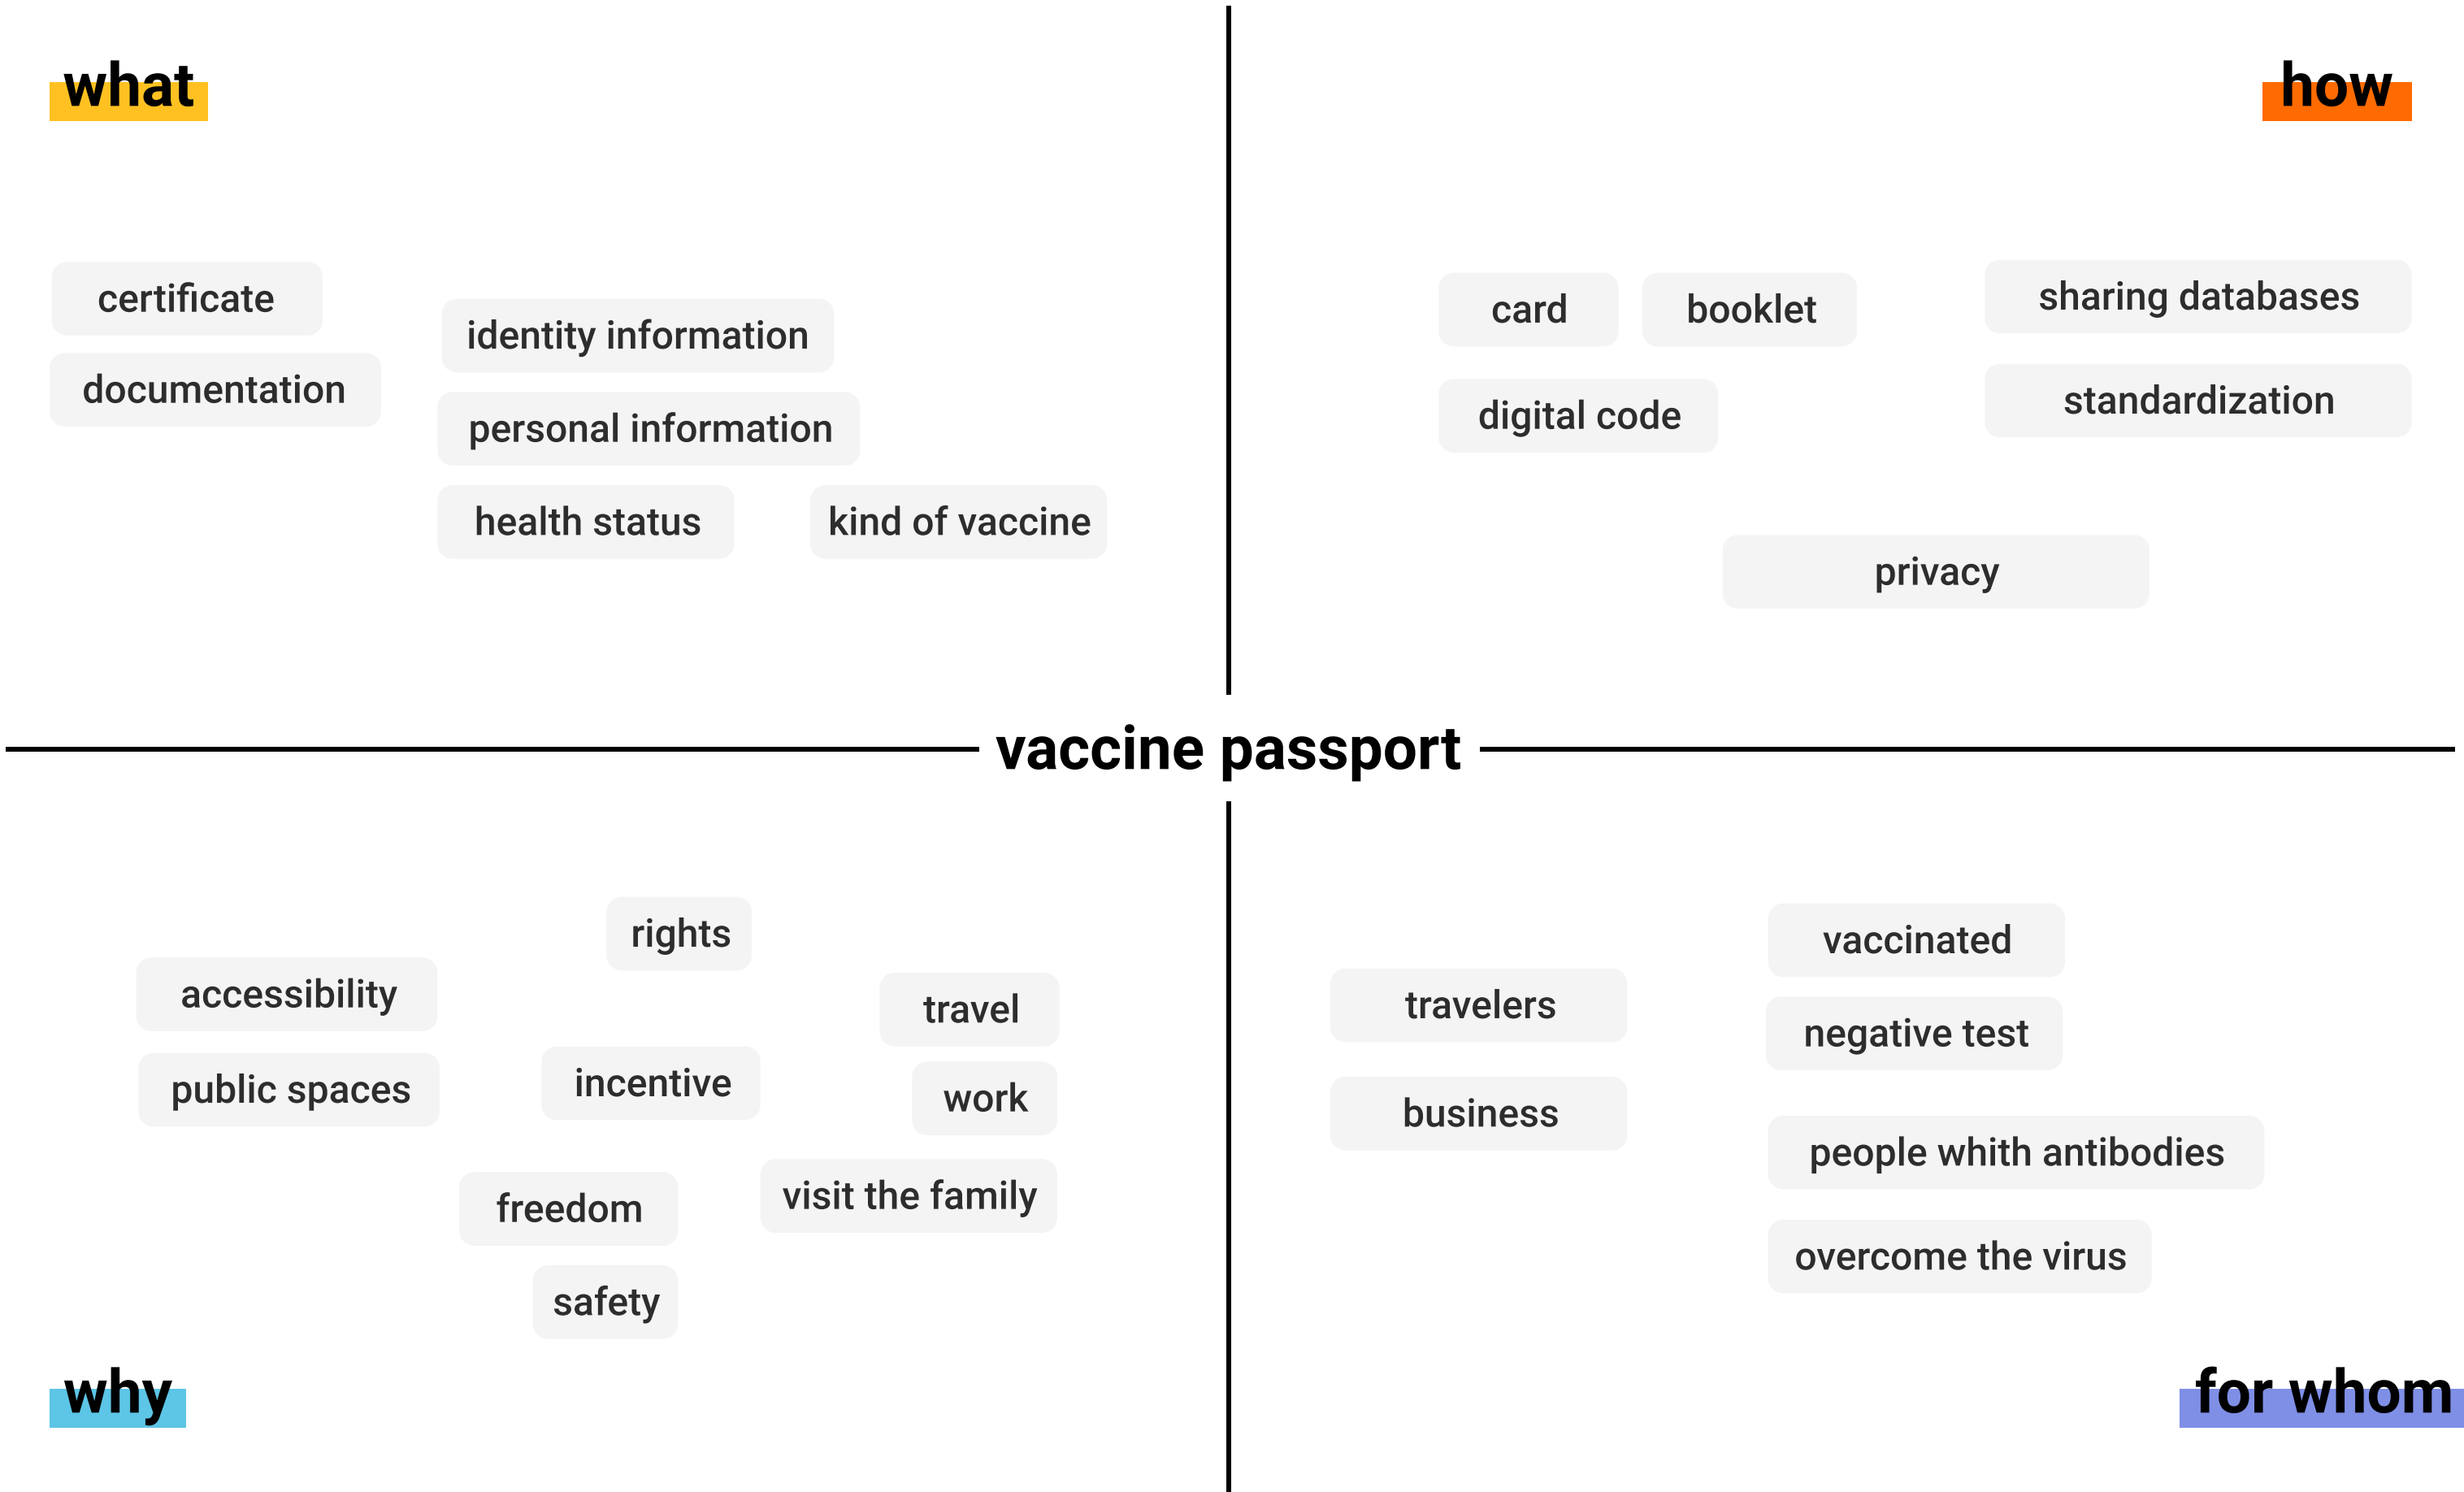 what
certificate
documentation
identity information
personal information
health status
kind of vaccine
how
card
booklet
digital code
sharing databases
standardization
privacy
vaccine passport
rights
accessibility
public spaces
incentive
travel
work
visit the family
freedom
safety
why
travelers
business
vaccinated
negative test
people whith antibodies
overcome the virus
for whom